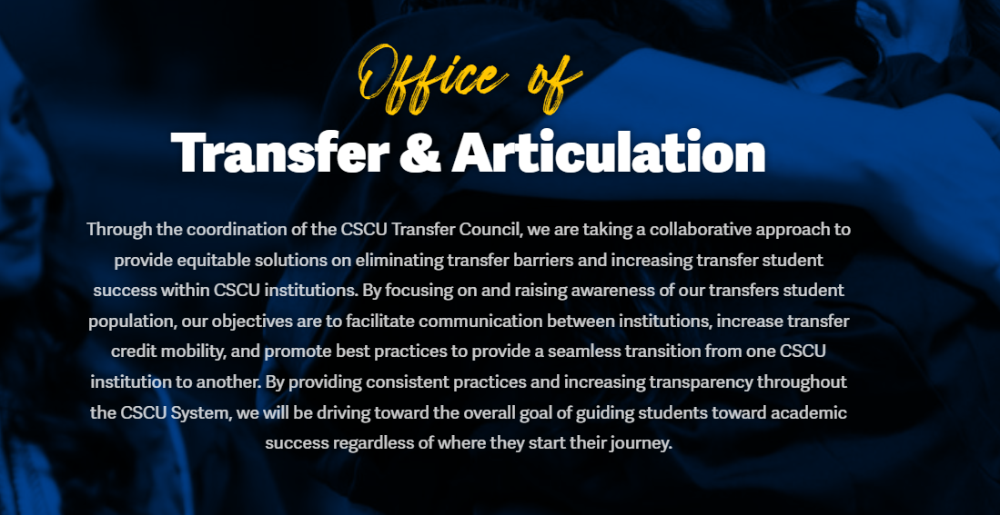 Office of
Transfer & Articulation
Through the coordination of the CSCU Transfer Council, we are taking a collaborative approach to
provide equitable solutions on eliminating transfer barriers and increasing transfer student
success within CSCU institutions. By focusing on and raising awareness of our transfers student
population, our objectives are to facilitate communication between institutions, increase transfer
credit mobility, and promote best practices to provide a seamless transition from one CSCU
institution to another. By providing consistent practices and increasing transparency throughout
the CSCU System, we will be driving toward the overall goal of guiding students toward academic
success regardless of where they start their journey.